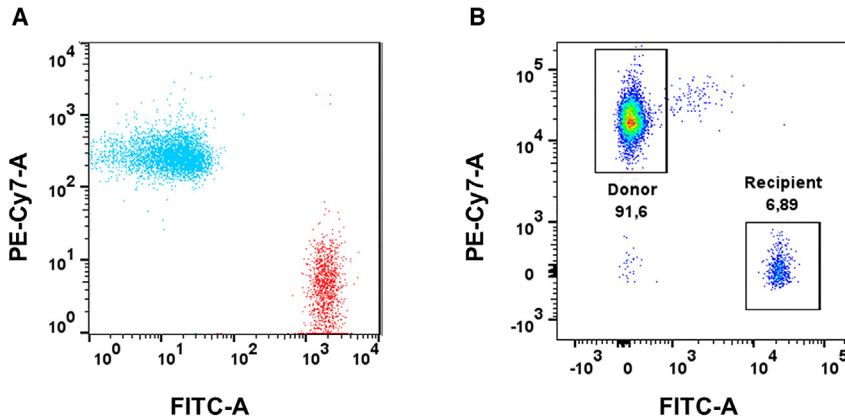 A
PE-Cy7-A
10^4
10^3
10^2
10^1
10^0
10^0 10^1 10^2 10^3 10^4
FITC-A
B
PE-Cy7-A
10^5
10^4
10^3
0
-10^3
Donor
91,6
Recipient
6,89
-10^3 0 10^3 10^4 10^5
FITC-A